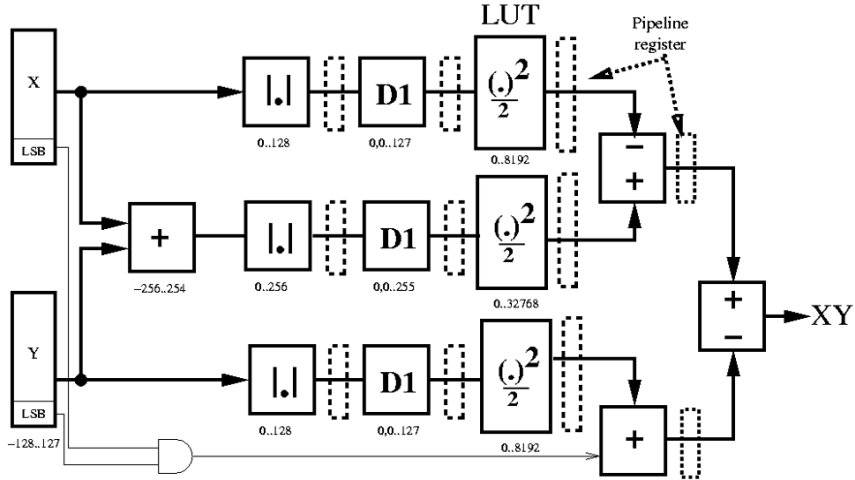 LUT
Pipeline
register
X
LSB
|.|
D1
(.)²
2
0..128
0,0..127
0..8192
−
+
+
|.|
D1
(.)²
2
−256..254
0..256
0,0..255
0..32768
+
−
XY
Y
LSB
|.|
D1
(.)²
2
−128..127
0..128
0,0..127
0..8192
+